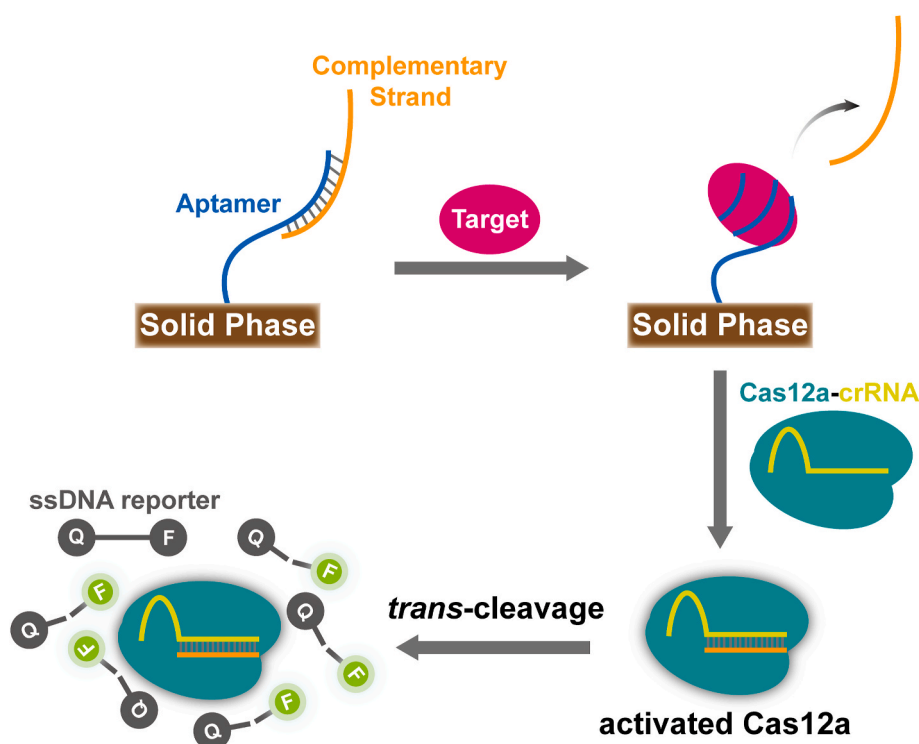 Complementary
Strand
Aptamer
Target
Solid Phase
Solid Phase
Cas12a-crRNA
ssDNA reporter
Q F
Q F
F Q
Q F
F Q
Q F
trans-cleavage
activated Cas12a